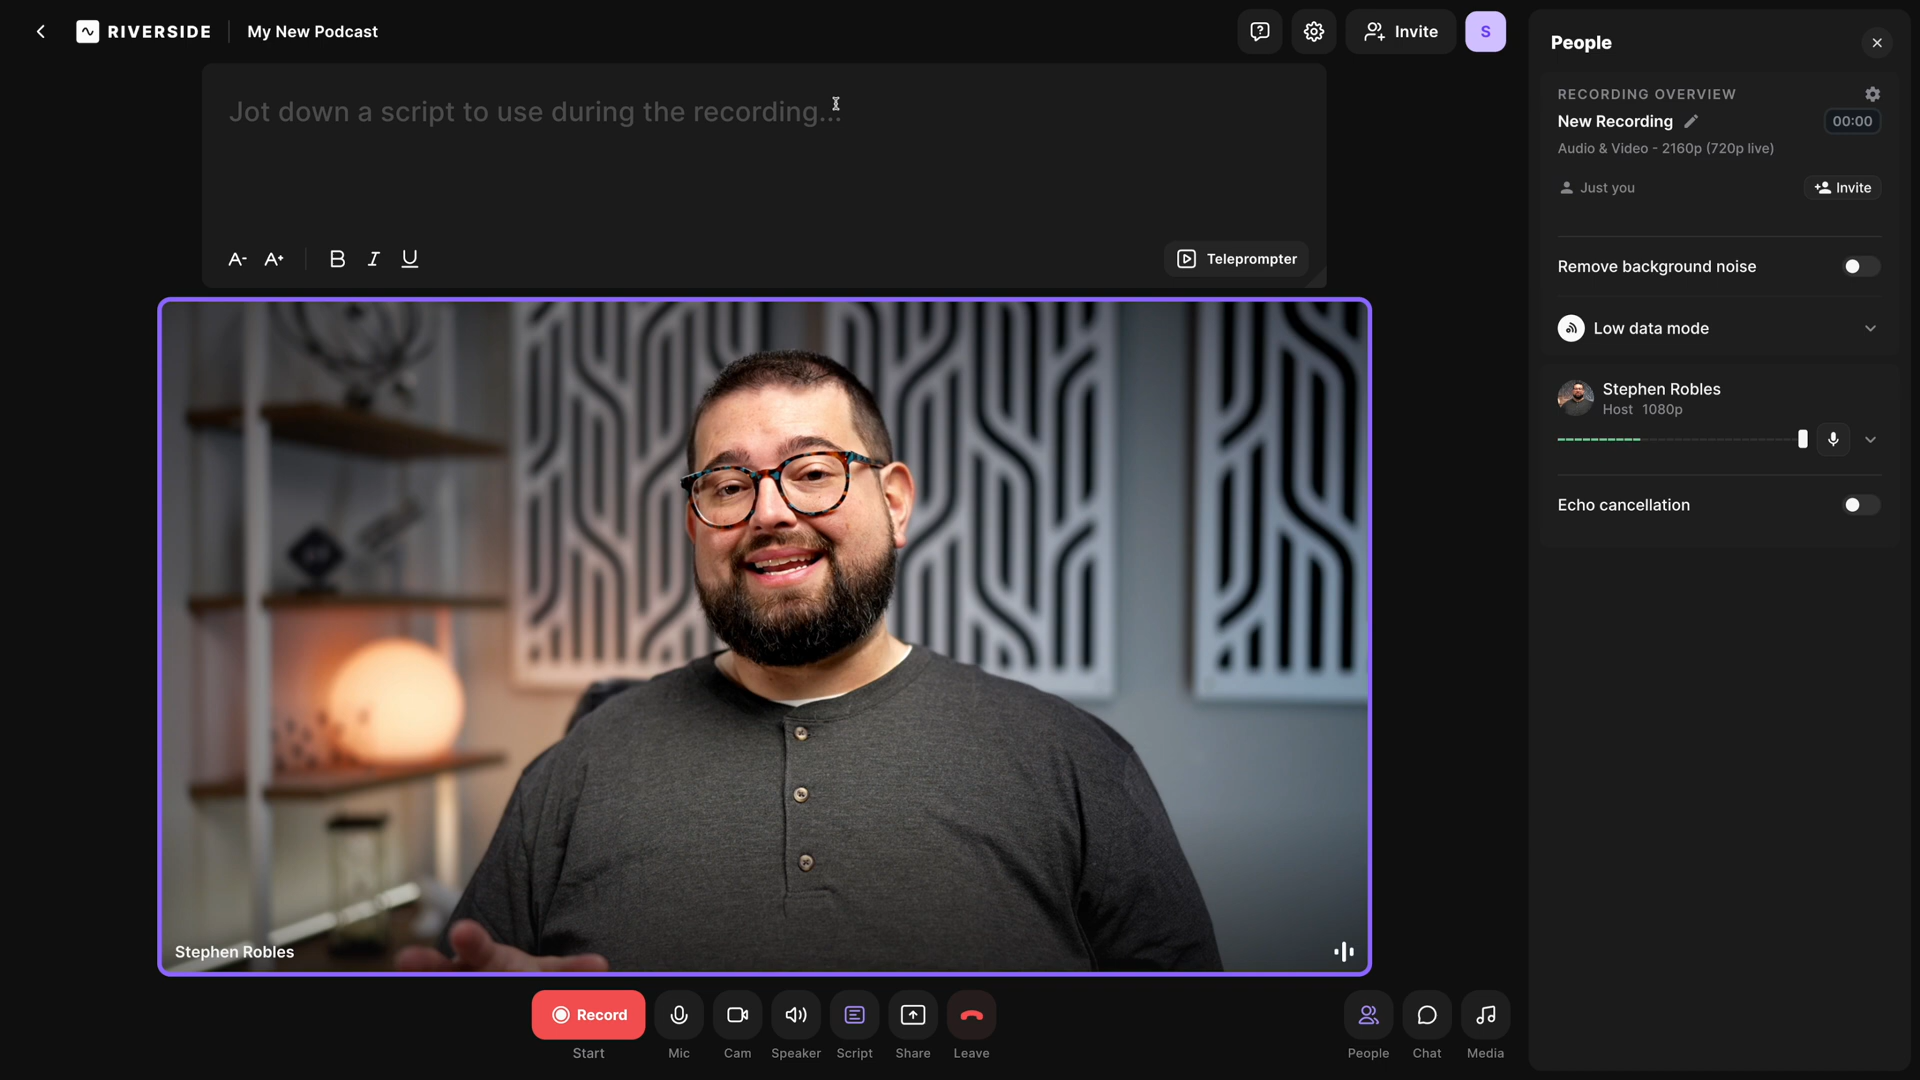 RIVERSIDE
My New Podcast
Invite
S
People
Jot down a script to use during the recording...
A- A+ B I U
Teleprompter
RECORDING OVERVIEW
New Recording
00:00
Audio & Video - 2160p (720p live)
Just you
Invite
Remove background noise
Low data mode
Stephen Robles
Host 1080p
Echo cancellation
Stephen Robles
Record
Start
Mic
Cam
Speaker
Script
Share
Leave
People
Chat
Media